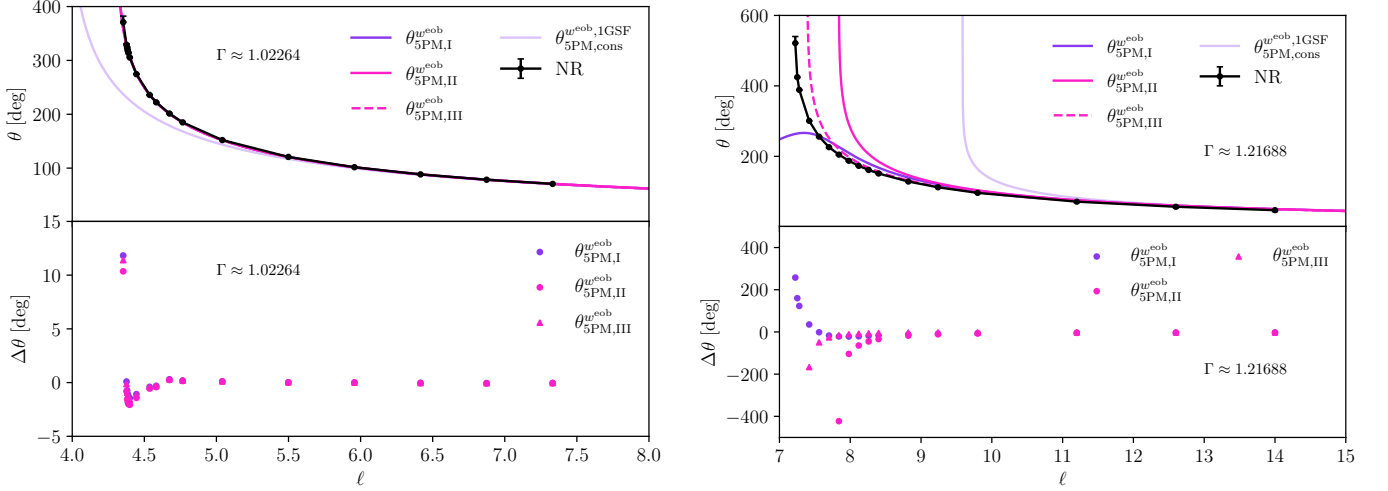 400
300
200
100
θ [deg]
Γ ≈ 1.02264
θ^{w^{eob}}_{5PM,I}
θ^{w^{eob}}_{5PM,II}
θ^{w^{eob}}_{5PM,III}
θ^{w^{eob},1GSF}_{5PM,cons}
NR
15
10
5
0
−5
Δθ [deg]
Γ ≈ 1.02264
θ^{w^{eob}}_{5PM,I}
θ^{w^{eob}}_{5PM,II}
θ^{w^{eob}}_{5PM,III}
4.0 4.5 5.0 5.5 6.0 6.5 7.0 7.5 8.0
ℓ
600
400
200
θ [deg]
θ^{w^{eob}}_{5PM,I}
θ^{w^{eob}}_{5PM,II}
θ^{w^{eob}}_{5PM,III}
θ^{w^{eob},1GSF}_{5PM,cons}
NR
Γ ≈ 1.21688
400
200
0
−200
−400
Δθ [deg]
θ^{w^{eob}}_{5PM,I}
θ^{w^{eob}}_{5PM,II}
θ^{w^{eob}}_{5PM,III}
Γ ≈ 1.21688
7 8 9 10 11 12 13 14 15
ℓ